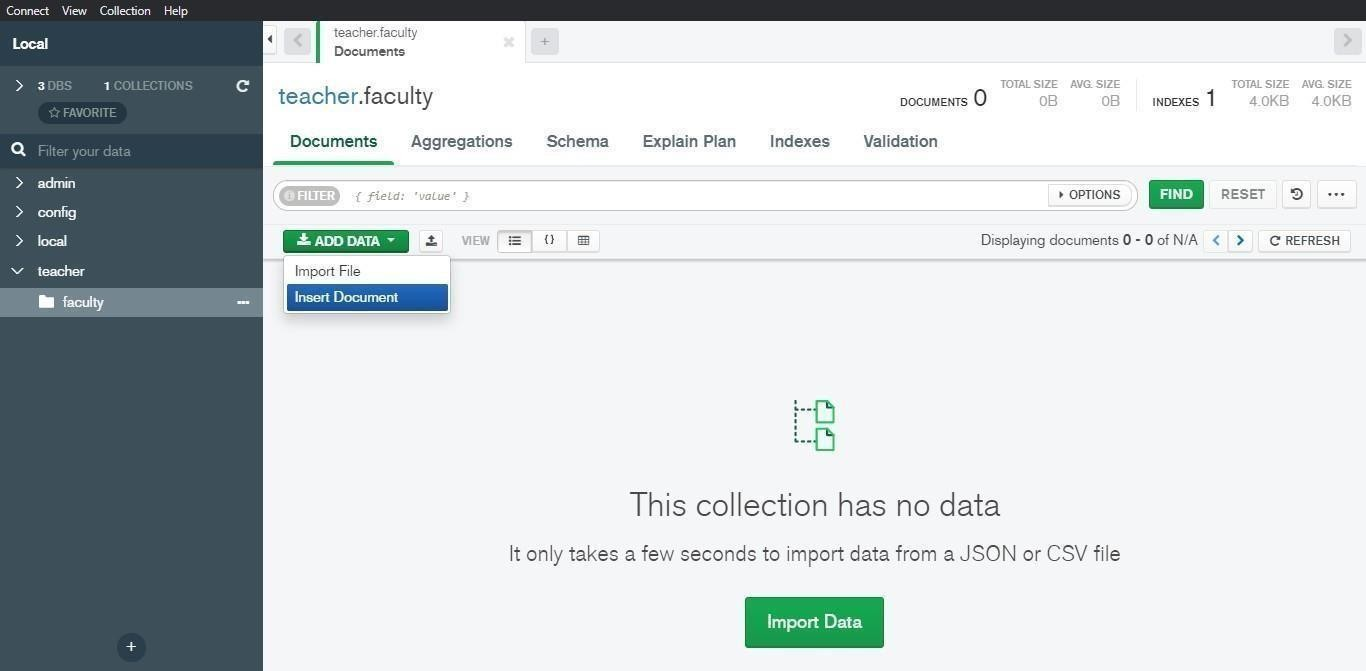 Connect View Collection Help
Local
3 DBS 1 COLLECTIONS
FAVORITE
Filter your data
admin
config
local
teacher
faculty
teacher.faculty
Documents
teacher.faculty
DOCUMENTS 0 TOTAL SIZE 0B AVG. SIZE 0B INDEXES 1 TOTAL SIZE 4.0KB AVG. SIZE 4.0KB
Documents Aggregations Schema Explain Plan Indexes Validation
FILTER { field: 'value' } OPTIONS FIND RESET
ADD DATA VIEW {} Displaying documents 0 - 0 of N/A REFRESH
Import File
Insert Document
This collection has no data
It only takes a few seconds to import data from a JSON or CSV file
Import Data